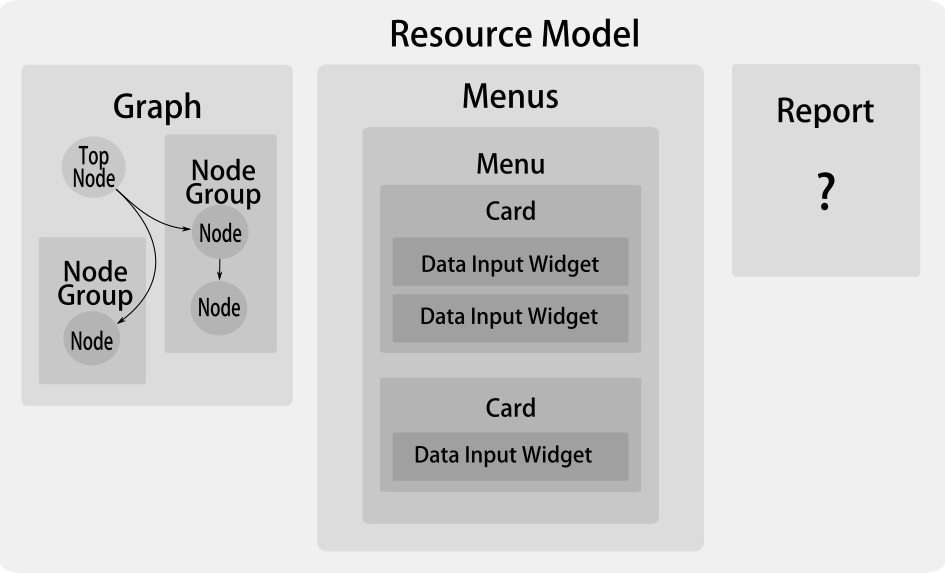 Resource Model
Graph
Top
Node
Node
Group
Node
Node
Node
Group
Node
Menus
Menu
Card
Data Input Widget
Data Input Widget
Card
Data Input Widget
Report
?